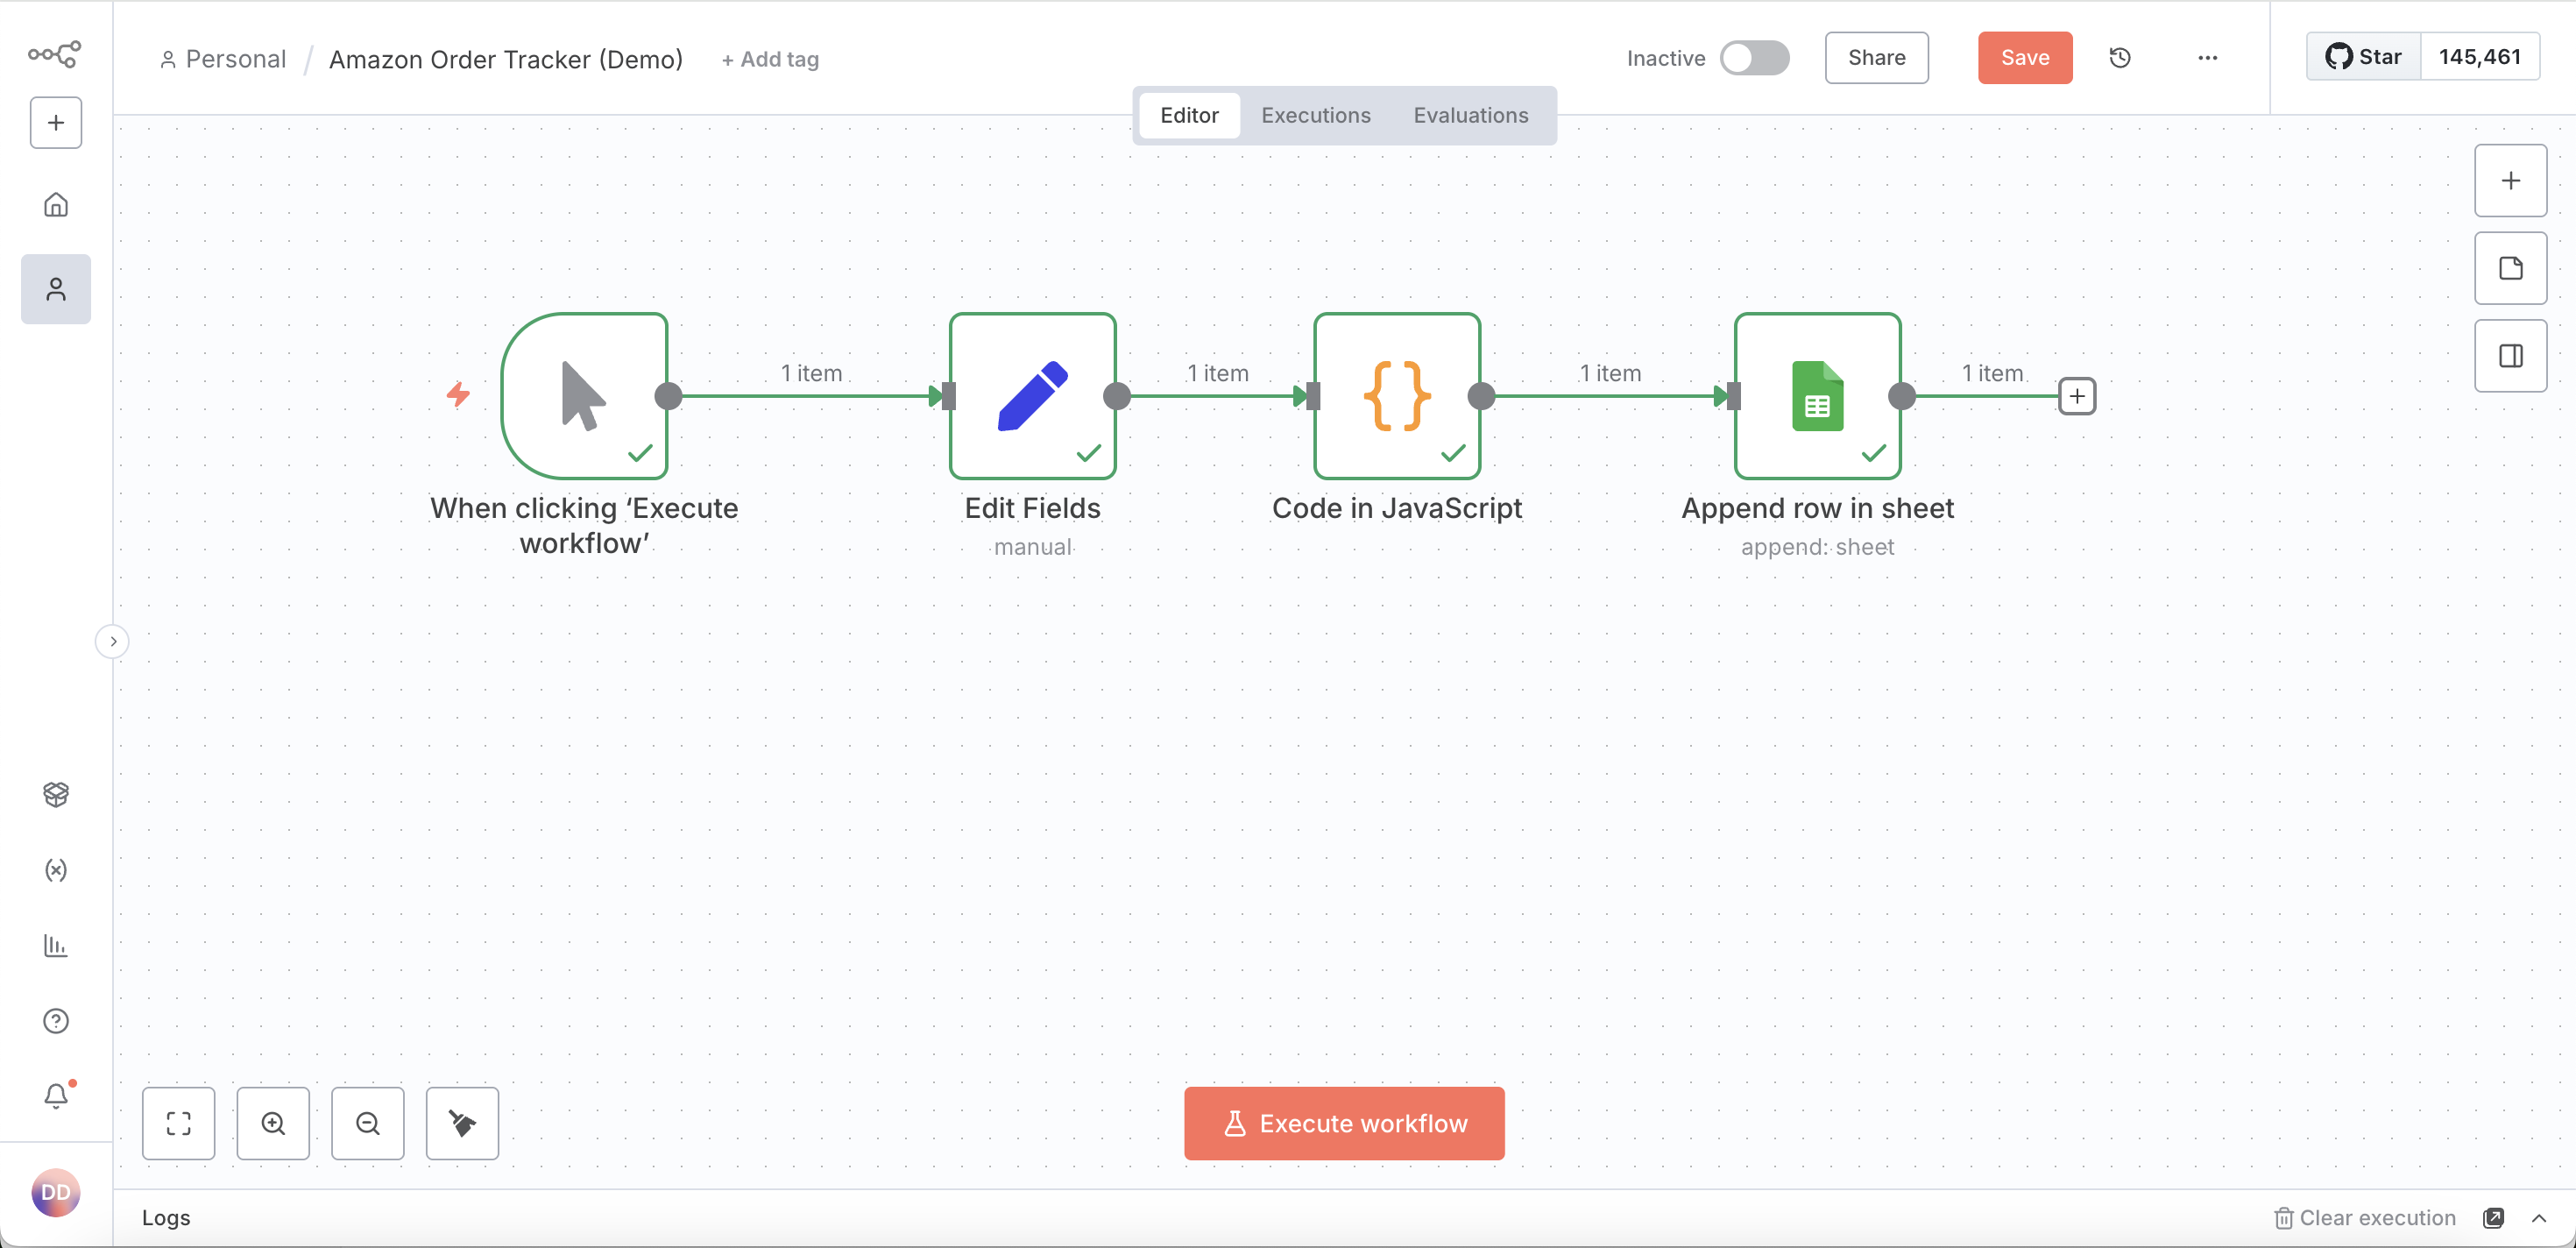 Personal / Amazon Order Tracker (Demo) + Add tag
Inactive Share Save Star 145,461
Editor Executions Evaluations
1 item 1 item 1 item 1 item
When clicking ‘Execute
workflow’
Edit Fields
manual
Code in JavaScript
Append row in sheet
append: sheet
Execute workflow
DD
Logs
Clear execution